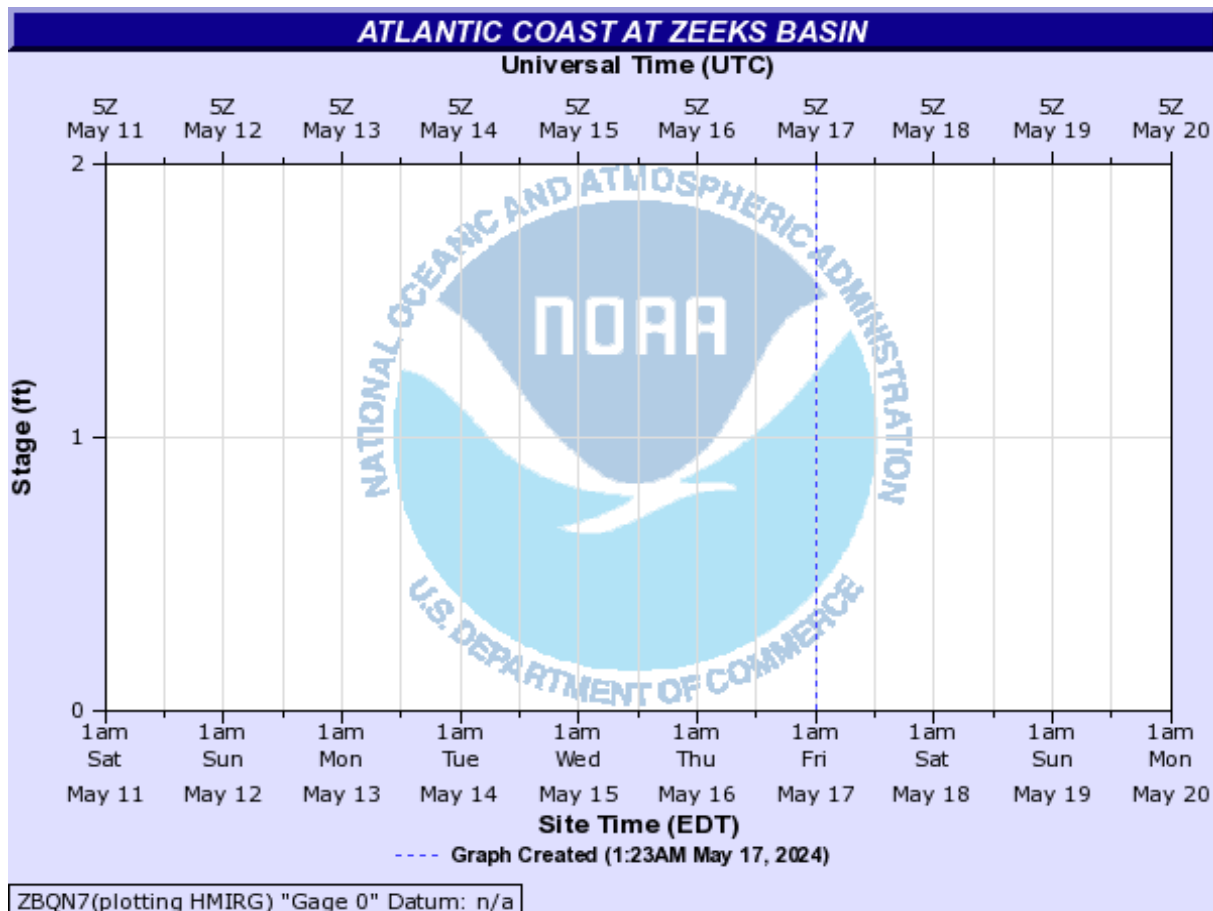 ATLANTIC COAST AT ZEEKS BASIN
Universal Time (UTC)
5Z 5Z 5Z 5Z 5Z 5Z 5Z 5Z 5Z 5Z
May 11 May 12 May 13 May 14 May 15 May 16 May 17 May 18 May 19 May 20
2
NATIONAL OCEANIC AND ATMOSPHERIC ADMINISTRATION
NOAA
Stage (ft)
1
U.S. DEPARTMENT OF COMMERCE
0
1am 1am 1am 1am 1am 1am 1am 1am 1am 1am
Sat Sun Mon Tue Wed Thu Fri Sat Sun Mon
May 11 May 12 May 13 May 14 May 15 May 16 May 17 May 18 May 19 May 20
Site Time (EDT)
Graph Created (1:23AM May 17, 2024)
ZBQN7(plotting HMIRG) "Gage 0" Datum: n/a